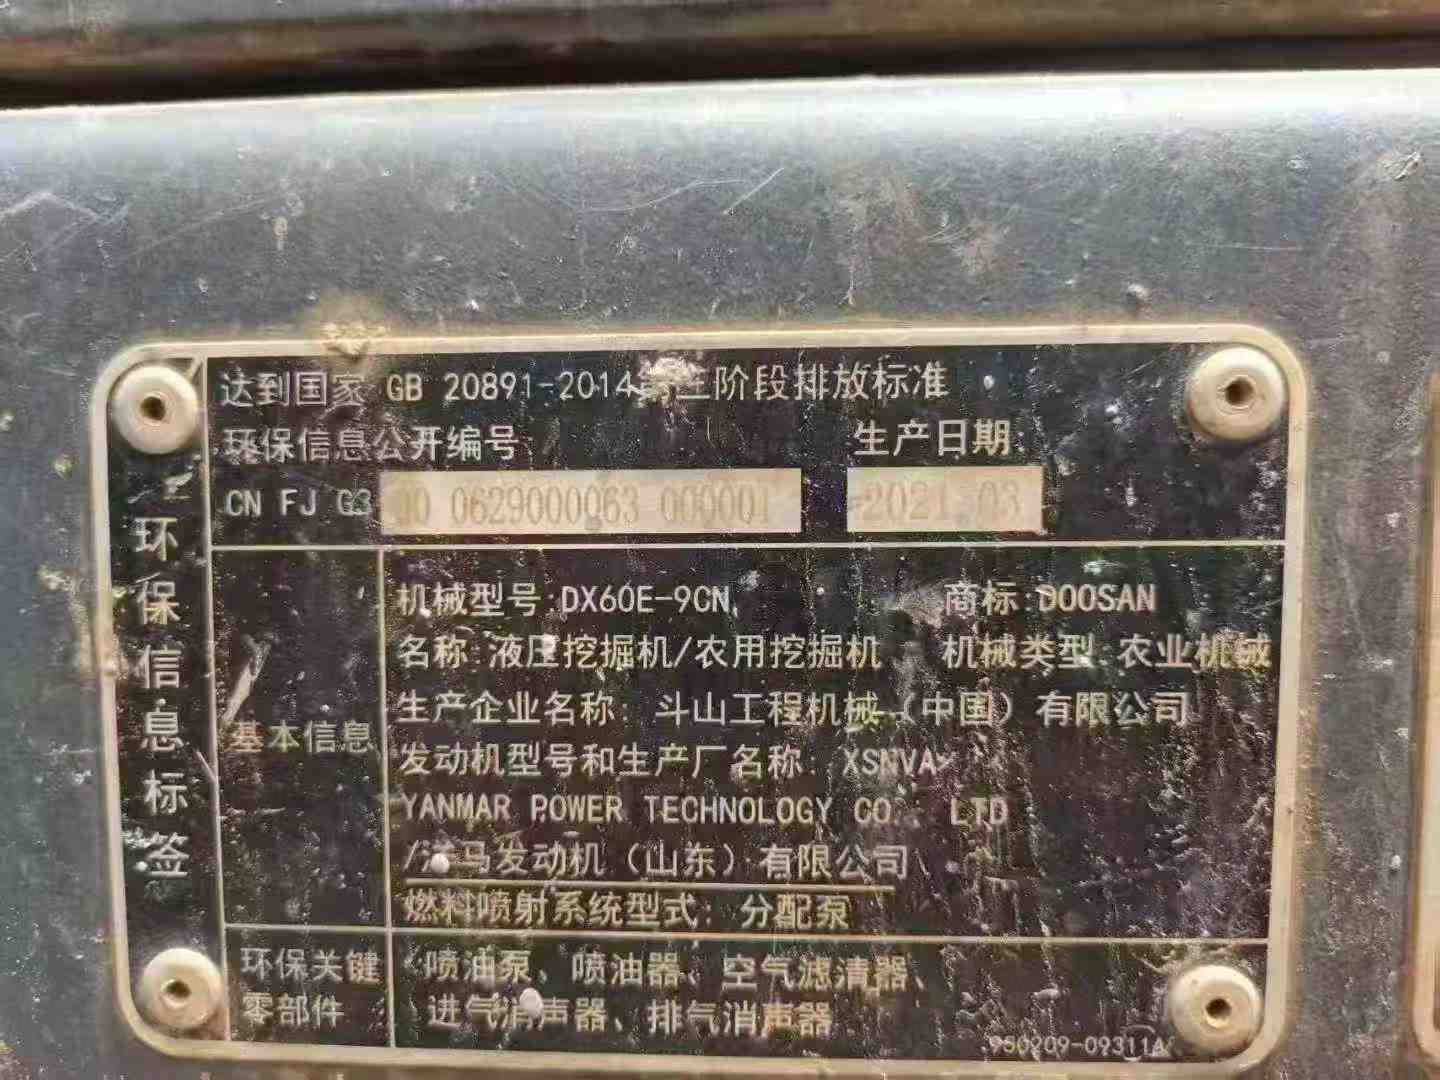 环保信息标签
达到国家 GB 20891-2014第三阶段排放标准
环保信息公开编号
生产日期:
CN FJ G3 00 0629000063 000001
2021.03
基本信息
机械型号:DX60E-9CN
商标:DOOSAN
名称:液压挖掘机/农用挖掘机
机械类型:农业机械
生产企业名称: 斗山工程机械(中国)有限公司
发动机型号和生产厂名称: XSNVA
YANMAR POWER TECHNOLOGY CO., LTD
/洋马发动机(山东)有限公司
燃料喷射系统型式: 分配泵
环保关键
零部件
喷油泵、喷油器、空气滤清器、
进气消声器、排气消声器
950209-09311A